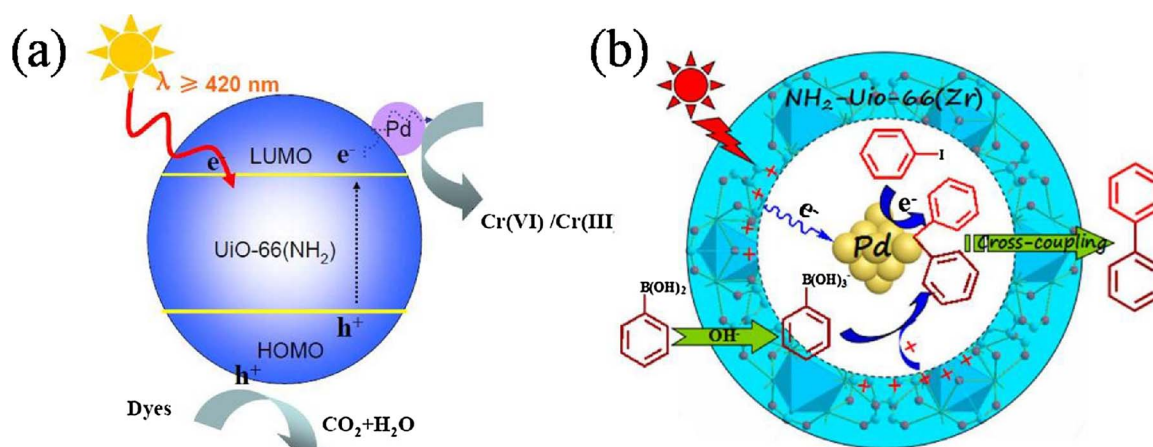 (a)
λ ≥ 420 nm
e⁻
LUMO
e⁻
Pd
Cr(VI) /Cr(III
UiO-66(NH₂)
h⁺
HOMO
h⁺
Dyes
CO₂+H₂O
(b)
NH₂-Uio-66(Zr)
I
e⁻
e⁻
Pd
Cross-coupling
B(OH)₂
B(OH)₃⁻
OH⁻